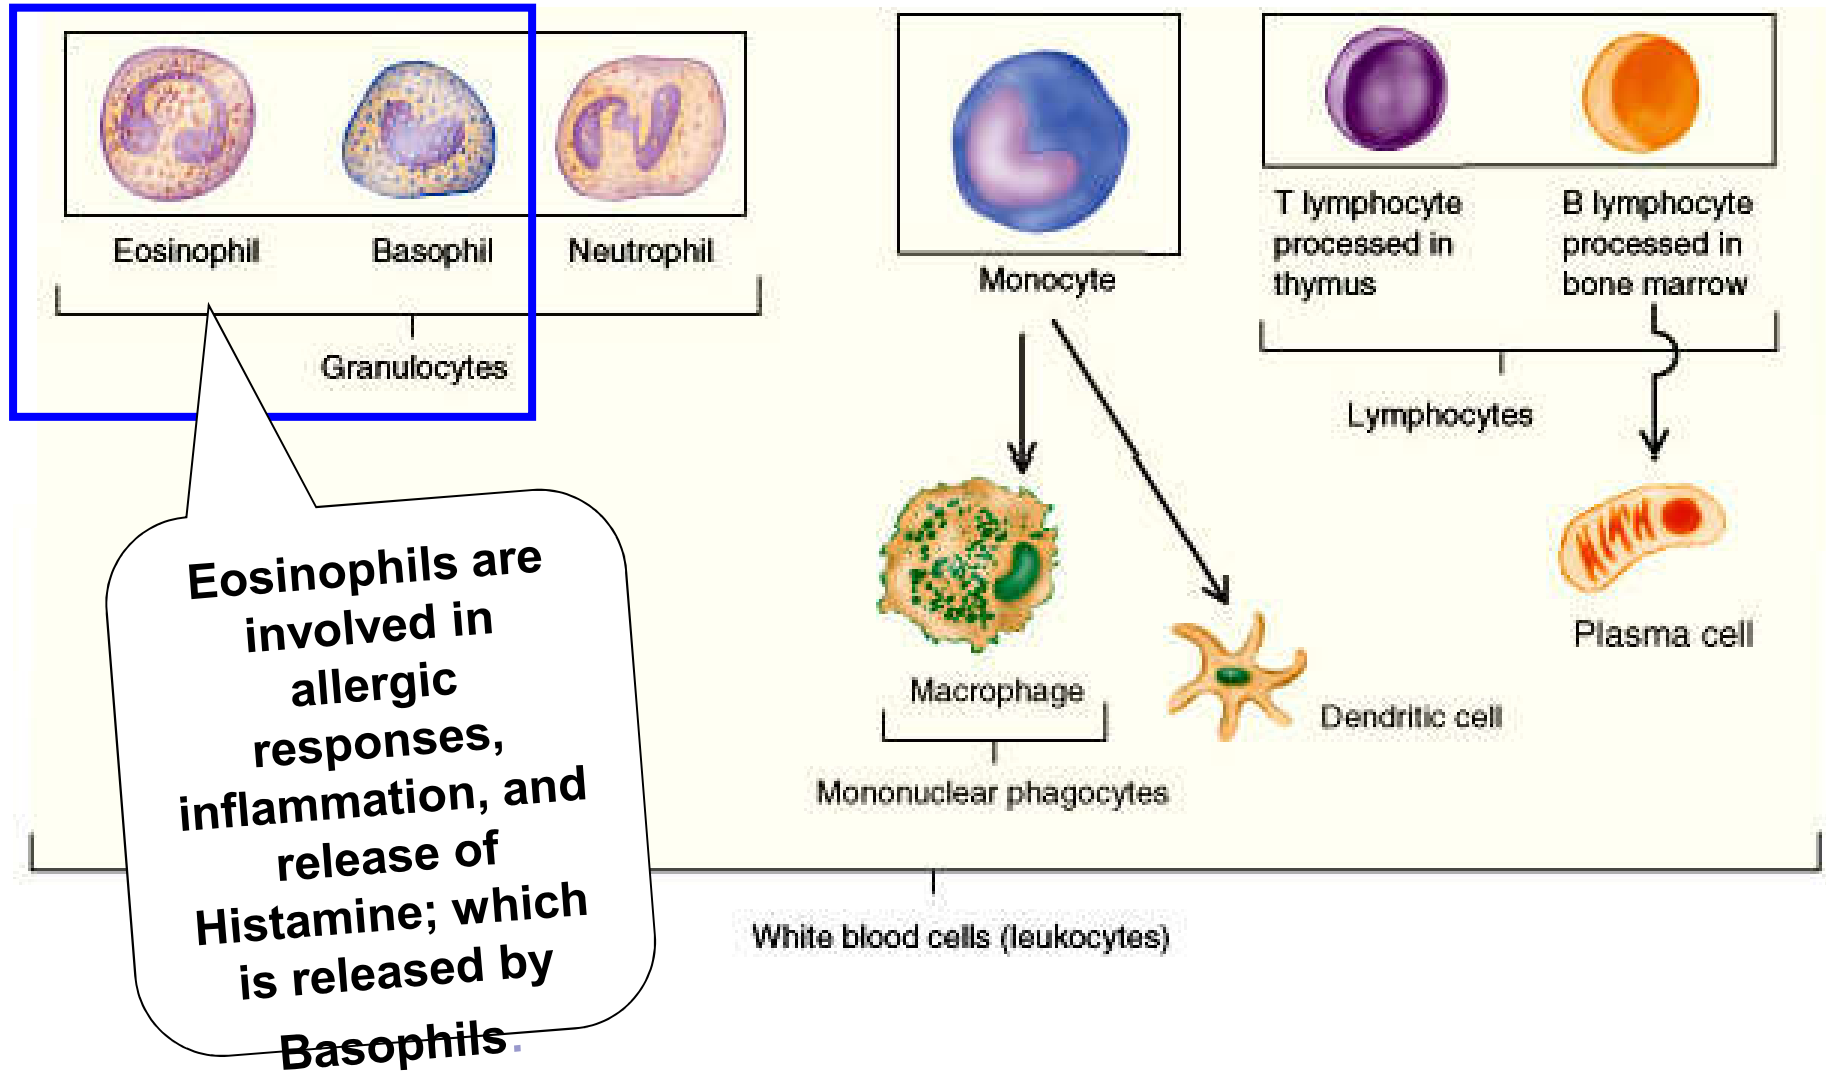 Eosinophil
Basophil
Neutrophil
Granulocytes
Monocyte
T lymphocyte
processed in
thymus
B lymphocyte
processed in
bone marrow
Lymphocytes
Eosinophils are
involved in
allergic
responses,
inflammation, and
release of
Histamine; which
is released by
Basophils.
Macrophage
Mononuclear phagocytes
Dendritic cell
Plasma cell
White blood cells (leukocytes)